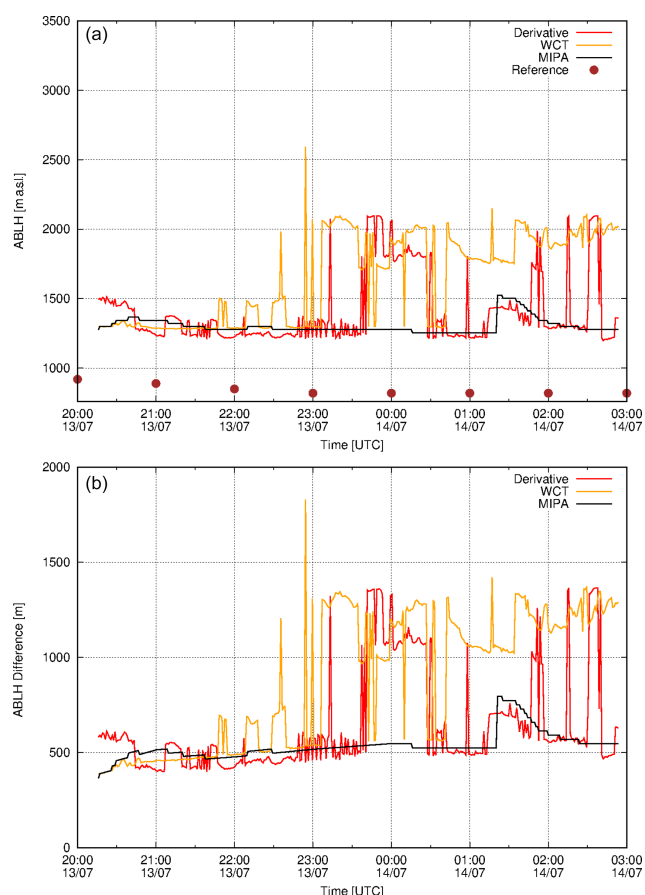 (a)
Derivative
WCT
MIPA
Reference
3500
3000
2500
2000
1500
1000
ABLH [m a.s.l.]
20:00 21:00 22:00 23:00 00:00 01:00 02:00 03:00
13/07 13/07 13/07 13/07 14/07 14/07 14/07 14/07
Time [UTC]
(b)
Derivative
WCT
MIPA
2000
1500
1000
500
0
ABLH Difference [m]
20:00 21:00 22:00 23:00 00:00 01:00 02:00 03:00
13/07 13/07 13/07 13/07 14/07 14/07 14/07 14/07
Time [UTC]